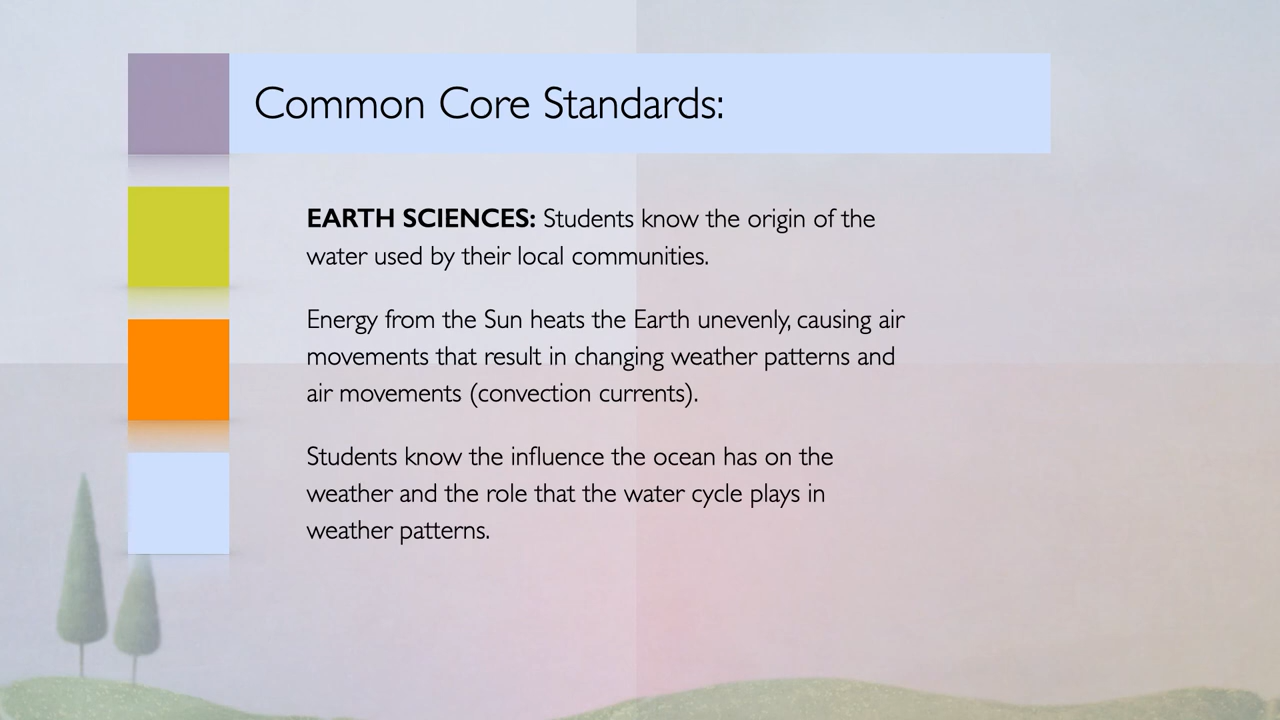 Common Core Standards:
EARTH SCIENCES: Students know the origin of the
water used by their local communities.
Energy from the Sun heats the Earth unevenly, causing air
movements that result in changing weather patterns and
air movements (convection currents).
Students know the influence the ocean has on the
weather and the role that the water cycle plays in
weather patterns.